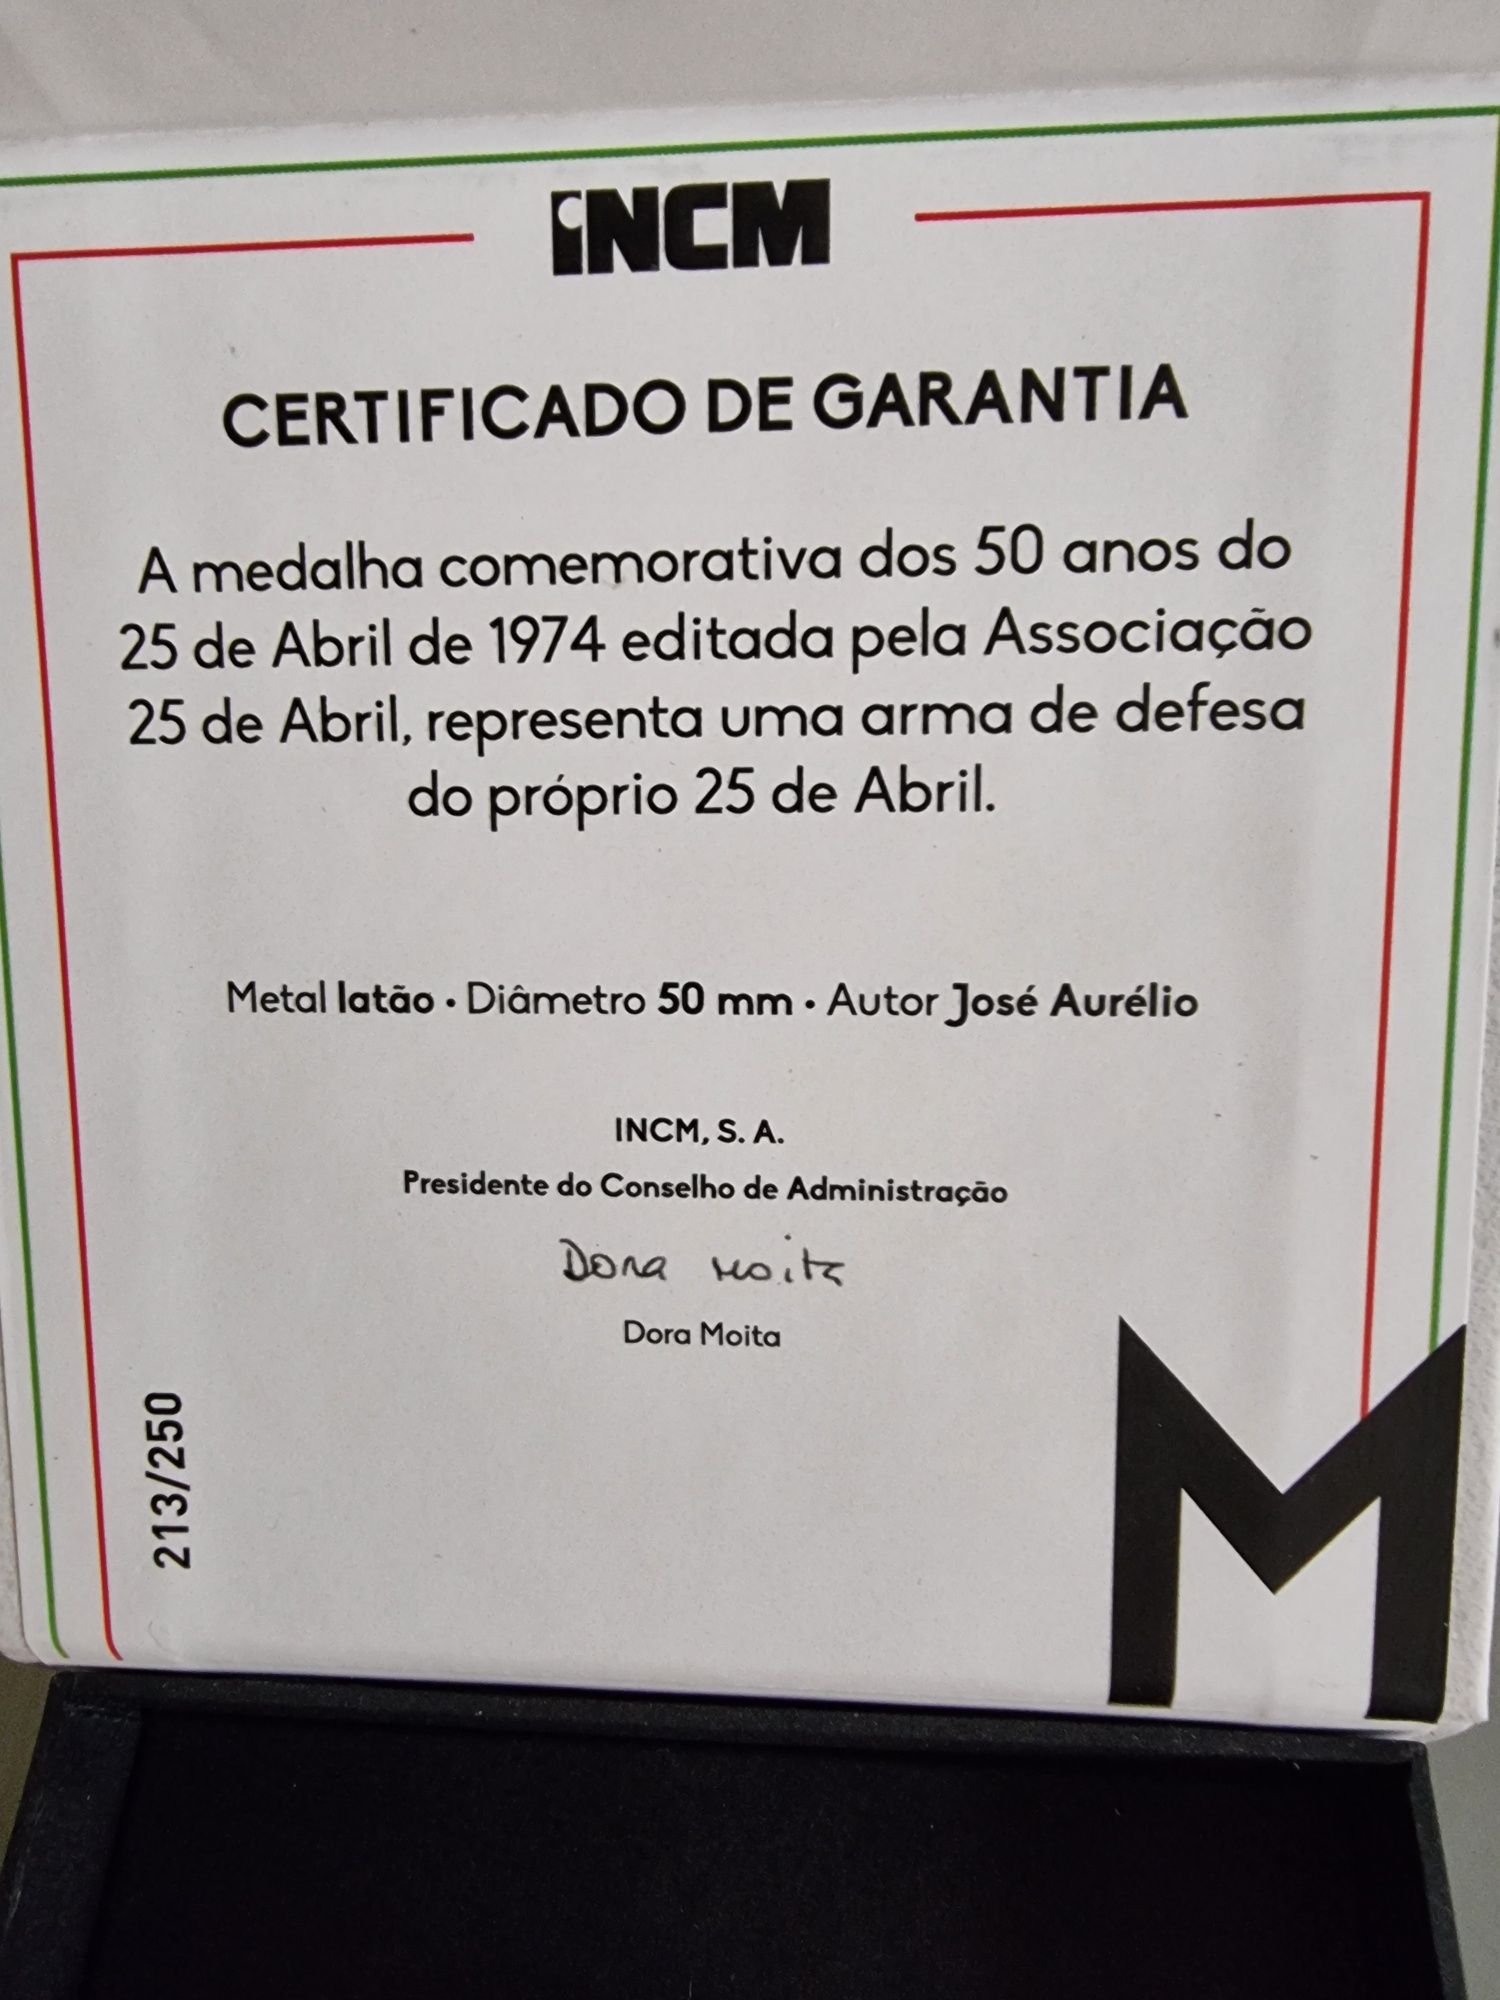 INCM
CERTIFICADO DE GARANTIA
A medalha comemorativa dos 50 anos do
25 de Abril de 1974 editada pela Associação
25 de Abril, representa uma arma de defesa
do próprio 25 de Abril.
Metal latão • Diâmetro 50 mm • Autor José Aurélio
INCM, S. A.
Presidente do Conselho de Administração
Dora Moita
Dora Moita
213/250
M